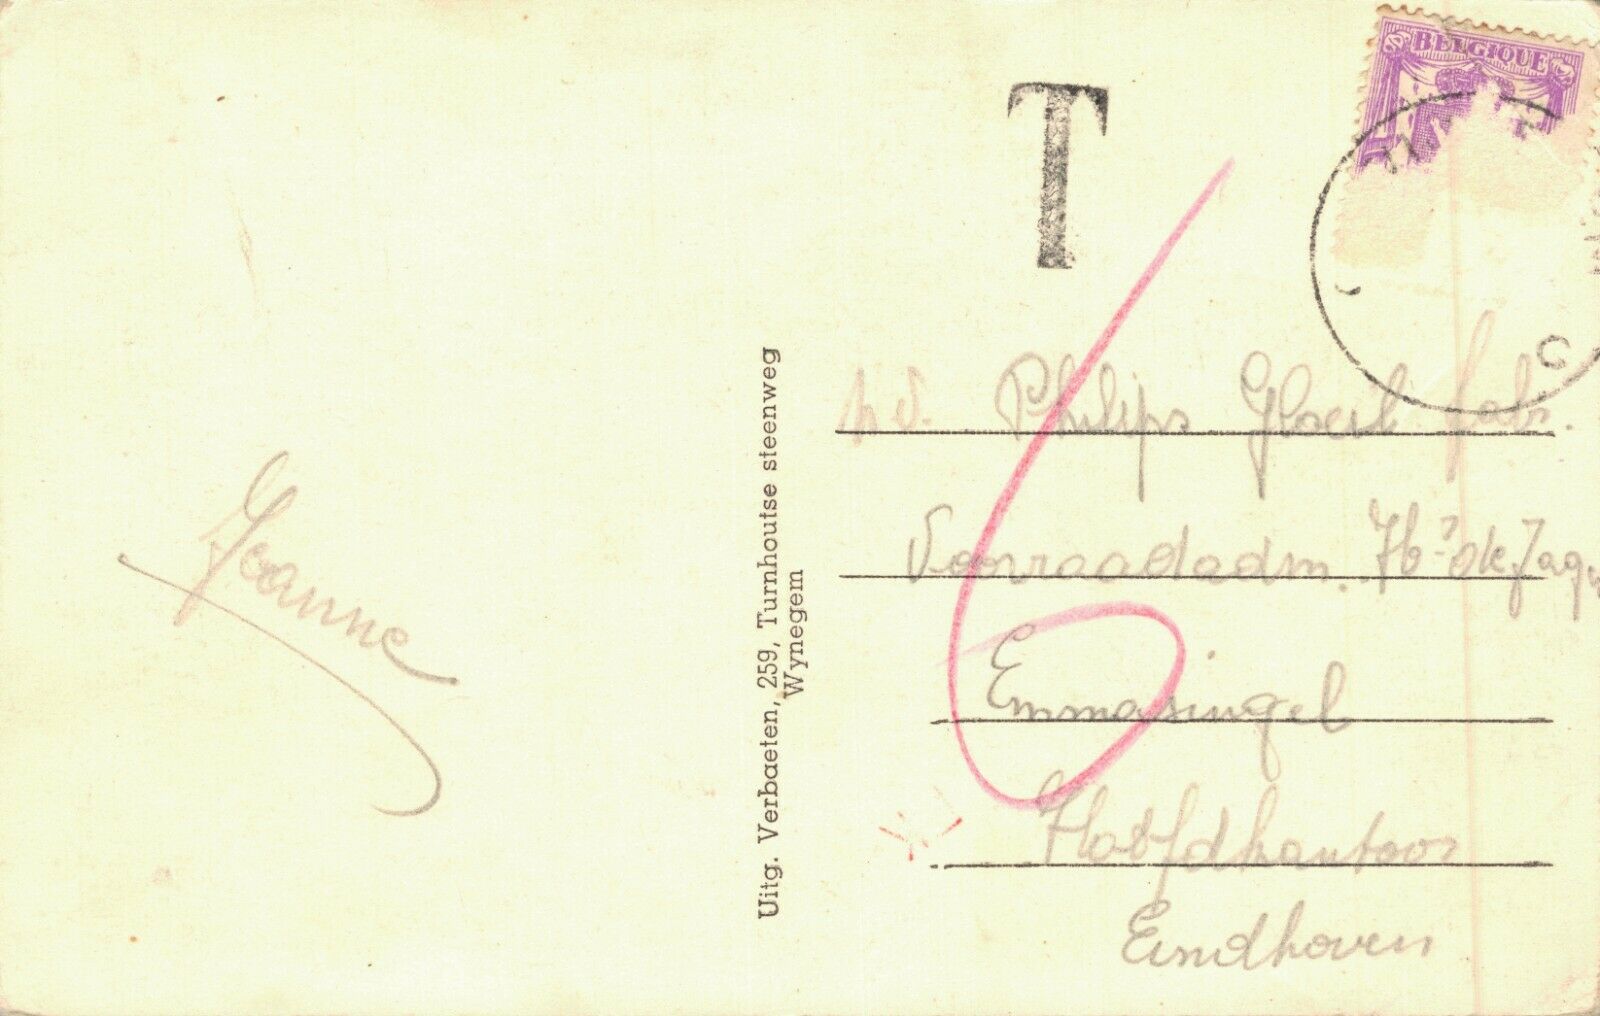 BELGIQUE
T
6
Philips Gloeil. fabr.
Voorraadadm.
Emmasingel
Hoofdkantoor
Eindhoven
Uitg. Verbaeten, 259, Turnhoutse steenweg
Wynegem
Joanne